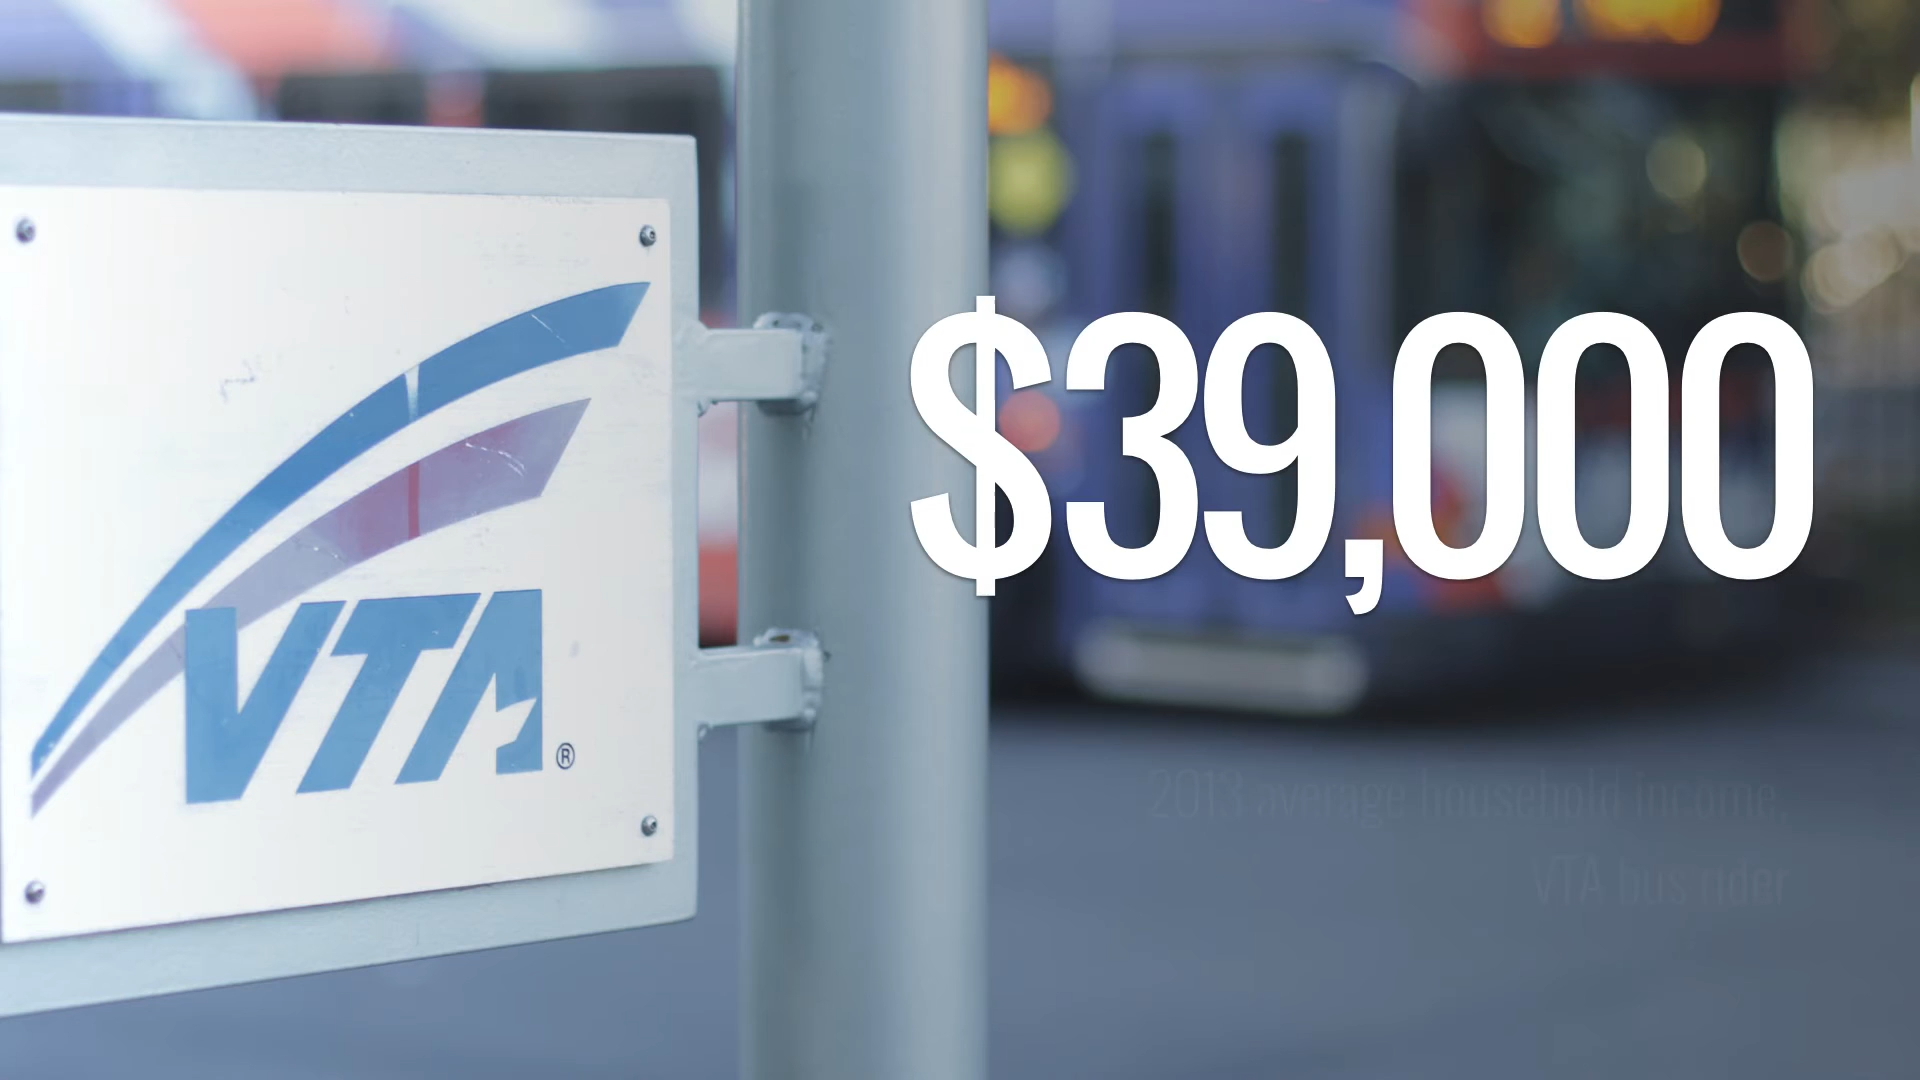 VTA®
$39,000
2013 average household income,
VTA bus rider